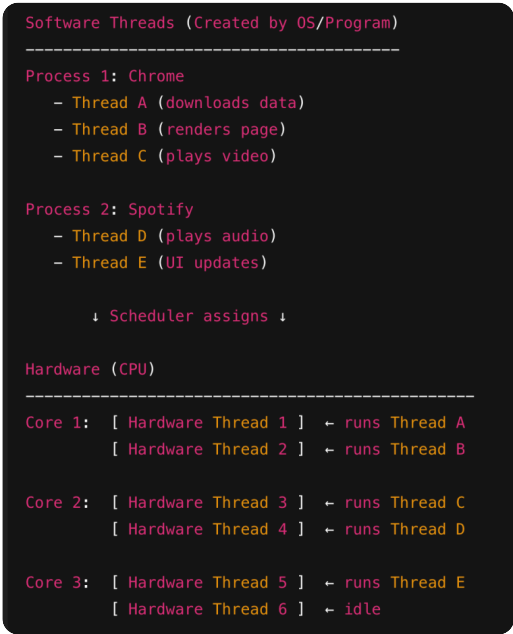 Software Threads (Created by OS/Program)
----------------------------------------
Process 1: Chrome
   - Thread A (downloads data)
   - Thread B (renders page)
   - Thread C (plays video)
Process 2: Spotify
   - Thread D (plays audio)
   - Thread E (UI updates)
       ↓ Scheduler assigns ↓
Hardware (CPU)
------------------------------------------------
Core 1:  [ Hardware Thread 1 ]  ← runs Thread A
         [ Hardware Thread 2 ]  ← runs Thread B
Core 2:  [ Hardware Thread 3 ]  ← runs Thread C
         [ Hardware Thread 4 ]  ← runs Thread D
Core 3:  [ Hardware Thread 5 ]  ← runs Thread E
         [ Hardware Thread 6 ]  ← idle